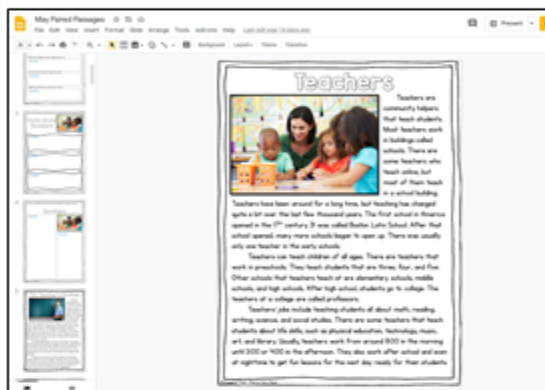 May Paired Passages
File Edit View Insert Format Slide Arrange Tools Add-ons Help Last edit was 14 days ago
Present
Background Layout Theme Transition
Teachers
Teachers are
community helpers
that teach students.
Most teachers work
in buildings called
schools. There are
some teachers who
teach online, but
most of them teach
in a school building.
Teachers have been around for a long time, but teaching has changed
quite a bit over the last few thousand years. The first school in America
opened in the 17th century. It was called Boston Latin School. After that
school opened, many more schools began to open up. There was usually
only one teacher in the early schools.
Teachers can teach children of all ages. There are teachers that
work in preschools. They teach students that are three, four, and five.
Other schools that teachers teach at are elementary schools, middle
schools, and high schools. After high school, students go to college. The
teachers at a college are called professors.
Teachers' jobs include teaching students all about math, reading,
writing, science, and social studies. There are some teachers that teach
students about life skills, such as physical education, technology, music,
art, and library. Usually, teachers work from around 8:00 in the morning
until 3:00 or 4:00 in the afternoon. They also work after school and even
at nighttime to get fun lessons for the next day ready for their students.